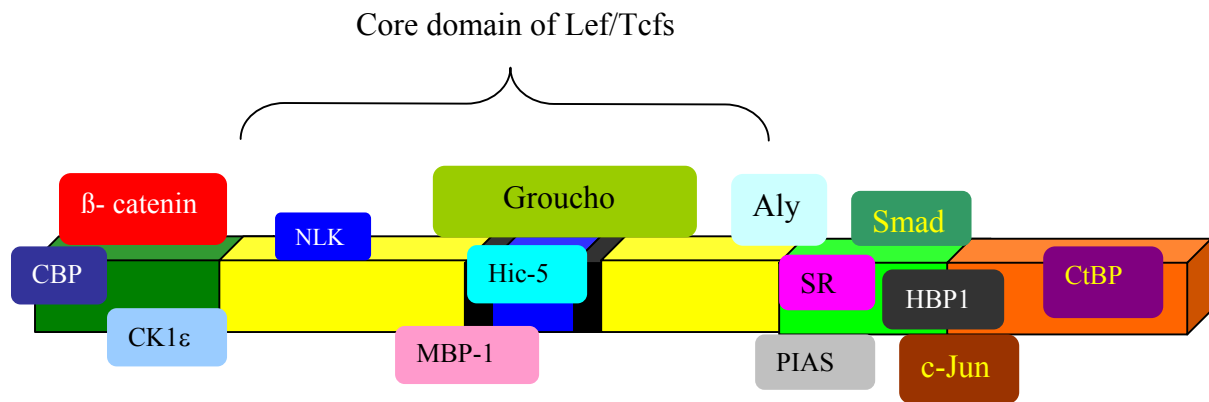 Core domain of Lef/Tcfs
ß- catenin
Groucho
Aly
Smad
NLK
CBP
Hic-5
SR
HBP1
CtBP
CK1ε
MBP-1
PIAS
c-Jun